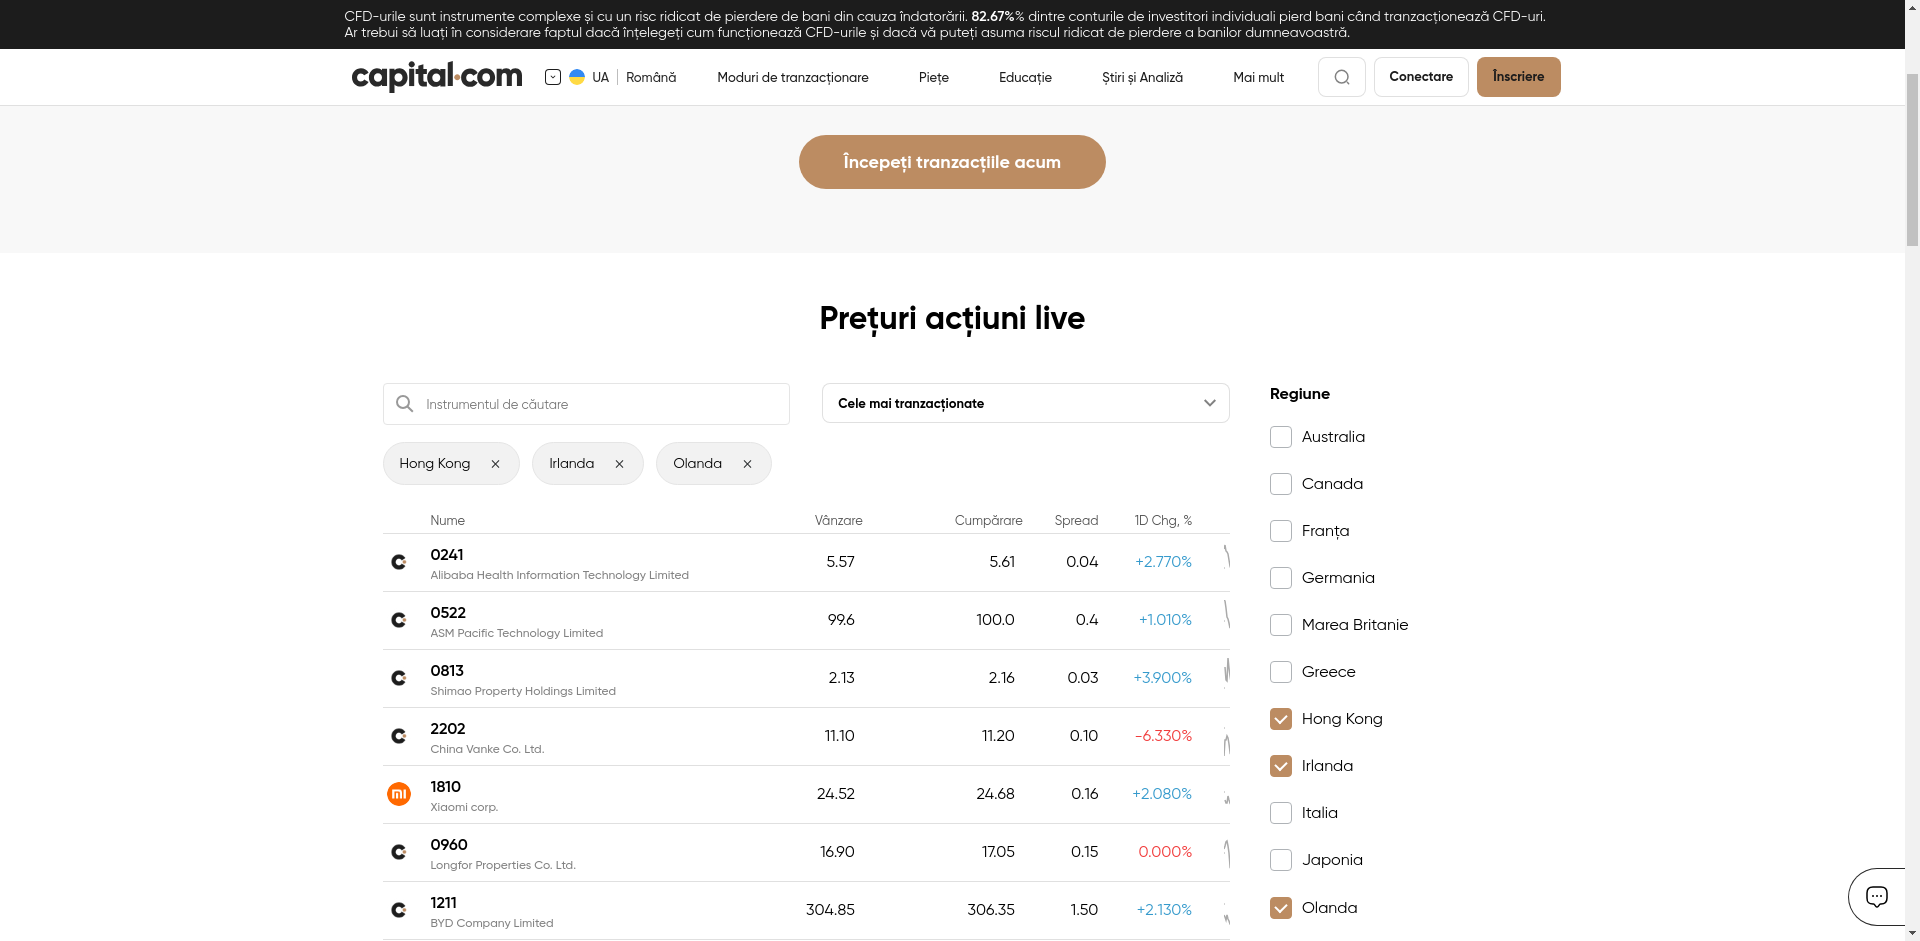 CFD-urile sunt instrumente complexe și cu un risc ridicat de pierdere de bani din cauza îndatorării. 82.67%% dintre conturile de investitori individuali pierd bani când tranzacționează CFD-uri.
Ar trebui să luați în considerare faptul dacă înțelegeți cum funcționează CFD-urile și dacă vă puteți asuma riscul ridicat de pierdere a banilor dumneavoastră.
capital.com UA Română Moduri de tranzacționare Piețe Educație Știri și Analiză Mai mult Conectare Înscriere
Începeți tranzacțiile acum
Prețuri acțiuni live
Instrumentul de căutare
Cele mai tranzacționate
Hong Kong Irlanda Olanda
Nume Vânzare Cumpărare Spread 1D Chg, %
0241 5.57 5.61 0.04 +2.770%
Alibaba Health Information Technology Limited
0522 99.6 100.0 0.4 +1.010%
ASM Pacific Technology Limited
0813 2.13 2.16 0.03 +3.900%
Shimao Property Holdings Limited
2202 11.10 11.20 0.10 -6.330%
China Vanke Co. Ltd.
1810 24.52 24.68 0.16 +2.080%
Xiaomi corp.
0960 16.90 17.05 0.15 0.000%
Longfor Properties Co. Ltd.
1211 304.85 306.35 1.50 +2.130%
BYD Company Limited
Regiune
Australia
Canada
Franța
Germania
Marea Britanie
Greece
Hong Kong
Irlanda
Italia
Japonia
Olanda